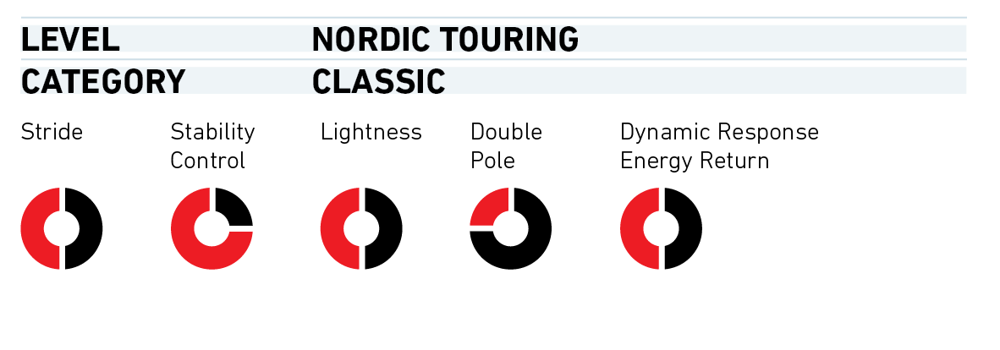 LEVEL NORDIC TOURING
CATEGORY CLASSIC
Stride
Stability
Control
Lightness
Double
Pole
Dynamic Response
Energy Return